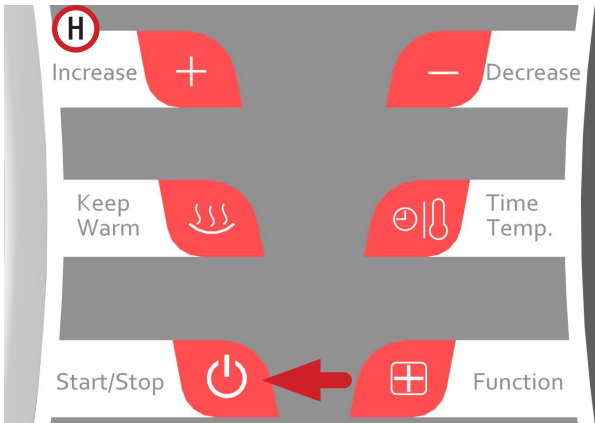 H
Increase
Decrease
Keep
Warm
Time
Temp.
Start/Stop
Function